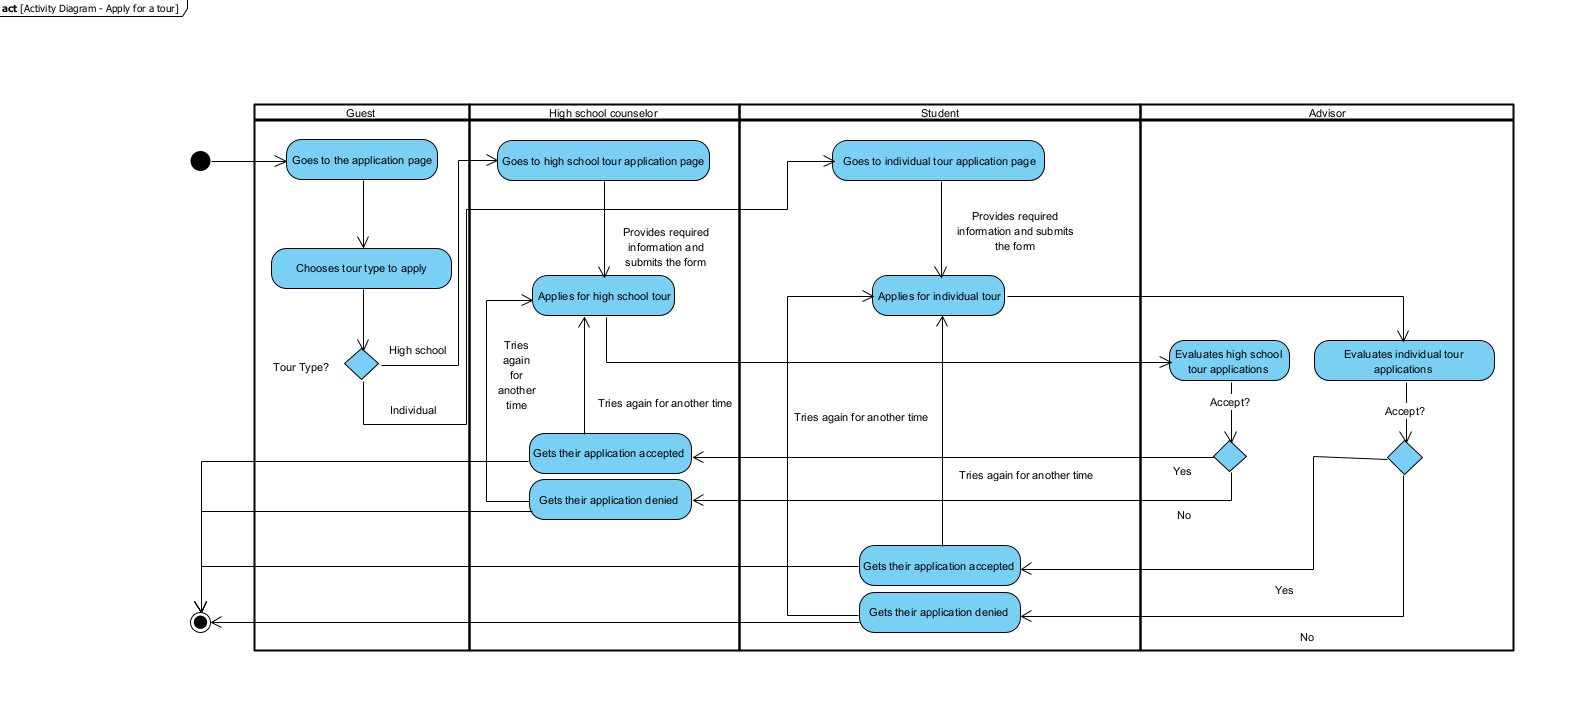 act [Activity Diagram - Apply for a tour]
Guest
High school counselor
Student
Advisor
Goes to the application page
Goes to high school tour application page
Goes to individual tour application page
Provides required
information and submits
the form
Provides required
information and
submits the form
Chooses tour type to apply
Applies for high school tour
Applies for individual tour
Tour Type?
High school
Individual
Tries
again
for
another
time
Tries again for another time
Tries again for another time
Evaluates high school
tour applications
Evaluates individual tour
applications
Accept?
Accept?
Gets their application accepted
Gets their application denied
Tries again for another time
Yes
No
Gets their application accepted
Gets their application denied
Yes
No